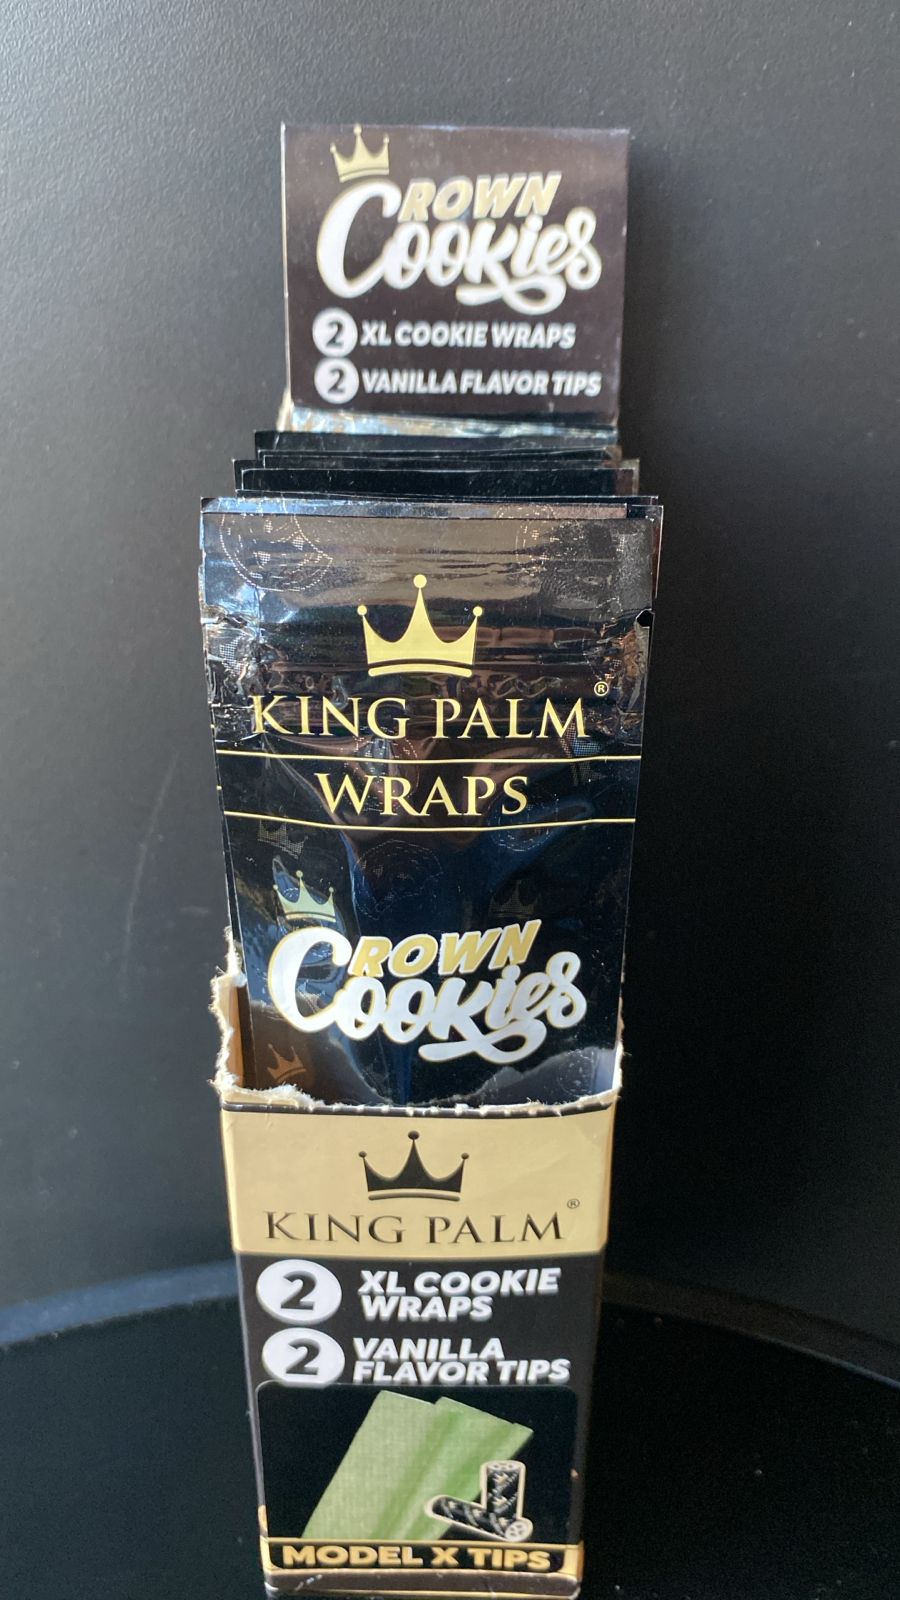 CROWN
COOKIES
2 XL COOKIE WRAPS
2 VANILLA FLAVOR TIPS
KING PALM®
WRAPS
CROWN
COOKIES
KING PALM®
2 XL COOKIE
WRAPS
2 VANILLA
FLAVOR TIPS
MODEL X TIPS